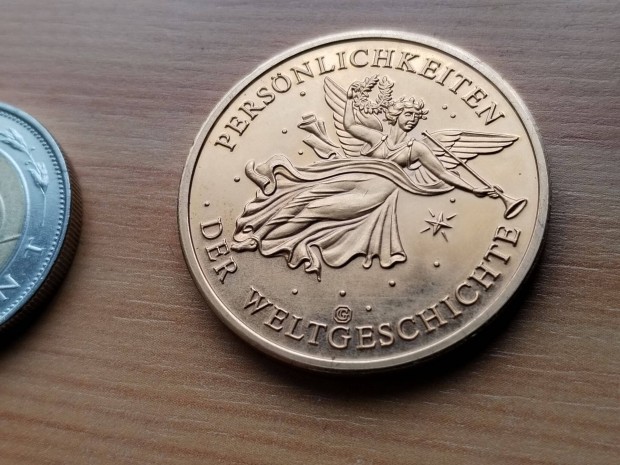 PERSÖNLICHKEITEN
DER WELTGESCHICHTE